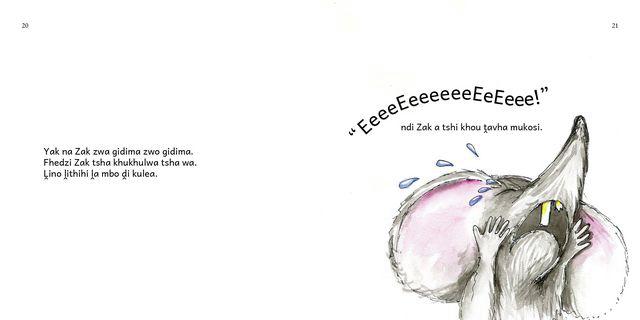 20
21
Yak na Zak zwa gidima zwo gidima.
Fhedzi Zak tsha khukhulwa tsha wa.
Ḽino ḽithihi ḽa mbo ḓi kulea.
“EeeeEeeeeeeEeEeee!”
ndi Zak a tshi khou ṱavha mukosi.